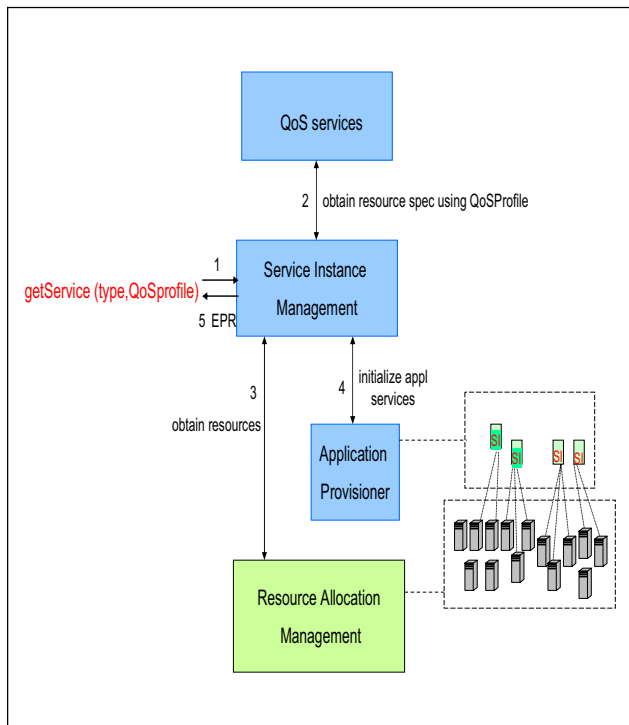 QoS services
2 obtain resource spec using QoSProfile
1
Service Instance
Management
getService (type,QoSprofile)
5 EPR
3
obtain resources
4
initialize appl
services
Application
Provisioner
SI
SI
SI
SI
Resource Allocation
Management